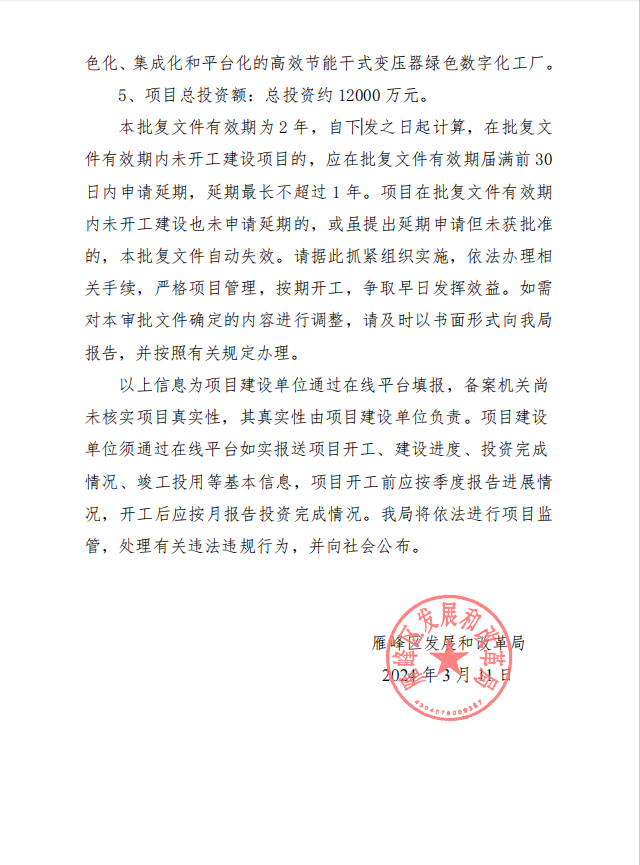 色化、集成化和平台化的高效节能干式变压器绿色数字化工厂。
5、项目总投资额：总投资约 12000 万元。
本批复文件有效期为 2 年，自下发之日起计算，在批复文
件有效期内未开工建设项目的，应在批复文件有效期届满前 30
日内申请延期，延期最长不超过 1 年。项目在批复文件有效期
内未开工建设也未申请延期的，或虽提出延期申请但未获批准
的，本批复文件自动失效。请据此抓紧组织实施，依法办理相
关手续，严格项目管理，按期开工，争取早日发挥效益。如需
对本审批文件确定的内容进行调整，请及时以书面形式向我局
报告，并按照有关规定办理。
以上信息为项目建设单位通过在线平台填报，备案机关尚
未核实项目真实性，其真实性由项目建设单位负责。项目建设
单位须通过在线平台如实报送项目开工、建设进度、投资完成
情况、竣工投用等基本信息，项目开工前应按季度报告进展情
况，开工后应按月报告投资完成情况。我局将依法进行项目监
管，处理有关违法违规行为，并向社会公布。
雁峰区发展和改革局
2024 年 3 月 11 日
雁峰区发展和改革局